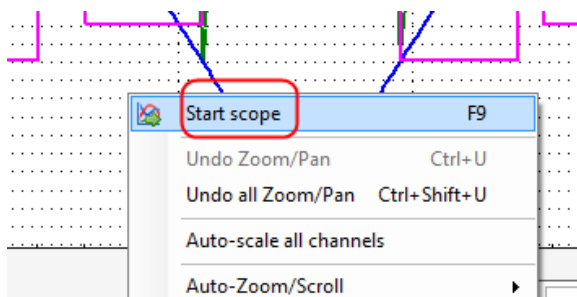 Start scope F9
Undo Zoom/Pan Ctrl+U
Undo all Zoom/Pan Ctrl+Shift+U
Auto-scale all channels
Auto-Zoom/Scroll